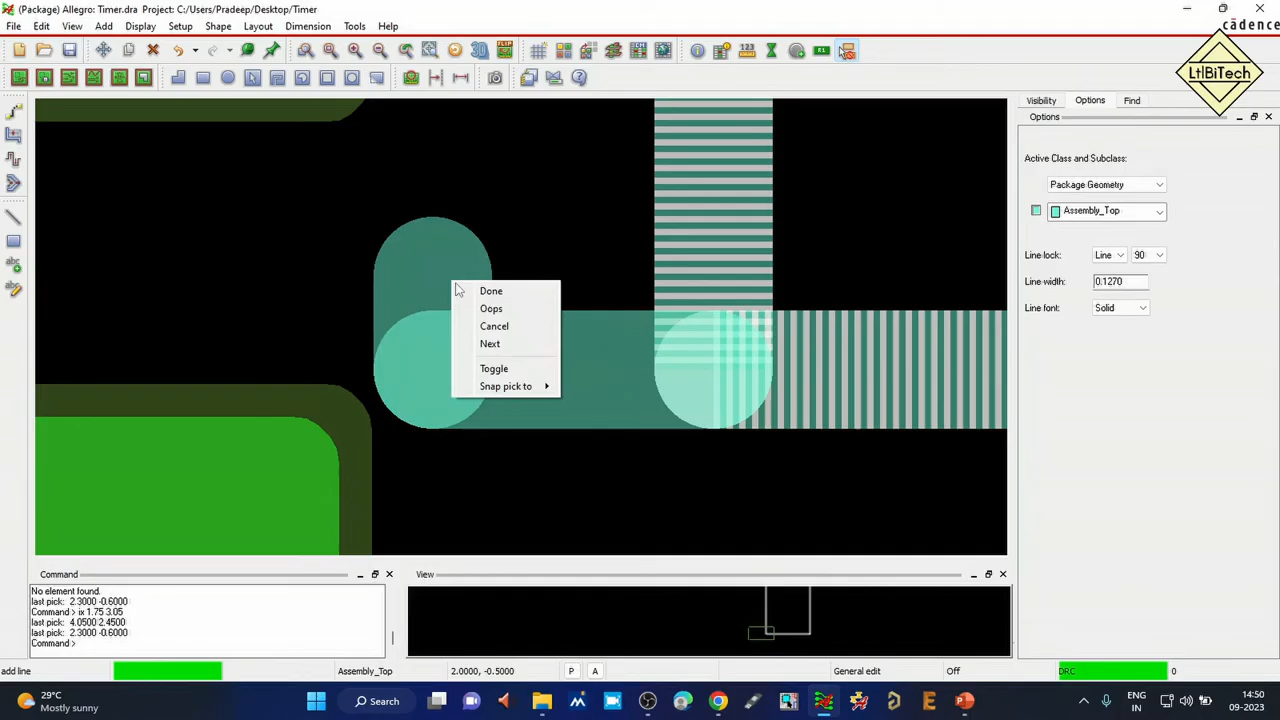 (Package) Allegro: Timer.dra Project: C:/Users/Pradeep/Desktop/Timer
File Edit View Add Display Setup Shape Layout Dimension Tools Help
cādence
LtlBiTech
Visibility Options Find
Options
Active Class and Subclass:
Package Geometry
Assembly_Top
Line lock: Line 90
Line width: 0.1270
Line font: Solid
Done
Oops
Cancel
Next
Toggle
Snap pick to
Command
No element found.
last pick: 2.3000 -0.6000
Command > ix 1.75 3.05
last pick: 4.0500 2.4500
last pick: 2.3000 -0.6000
Command >
View
add line Assembly_Top 2.0000, -0.5000 P A General edit Off DRC 0
29°C
Mostly sunny
Search
ENG
IN
14:50
09-2023